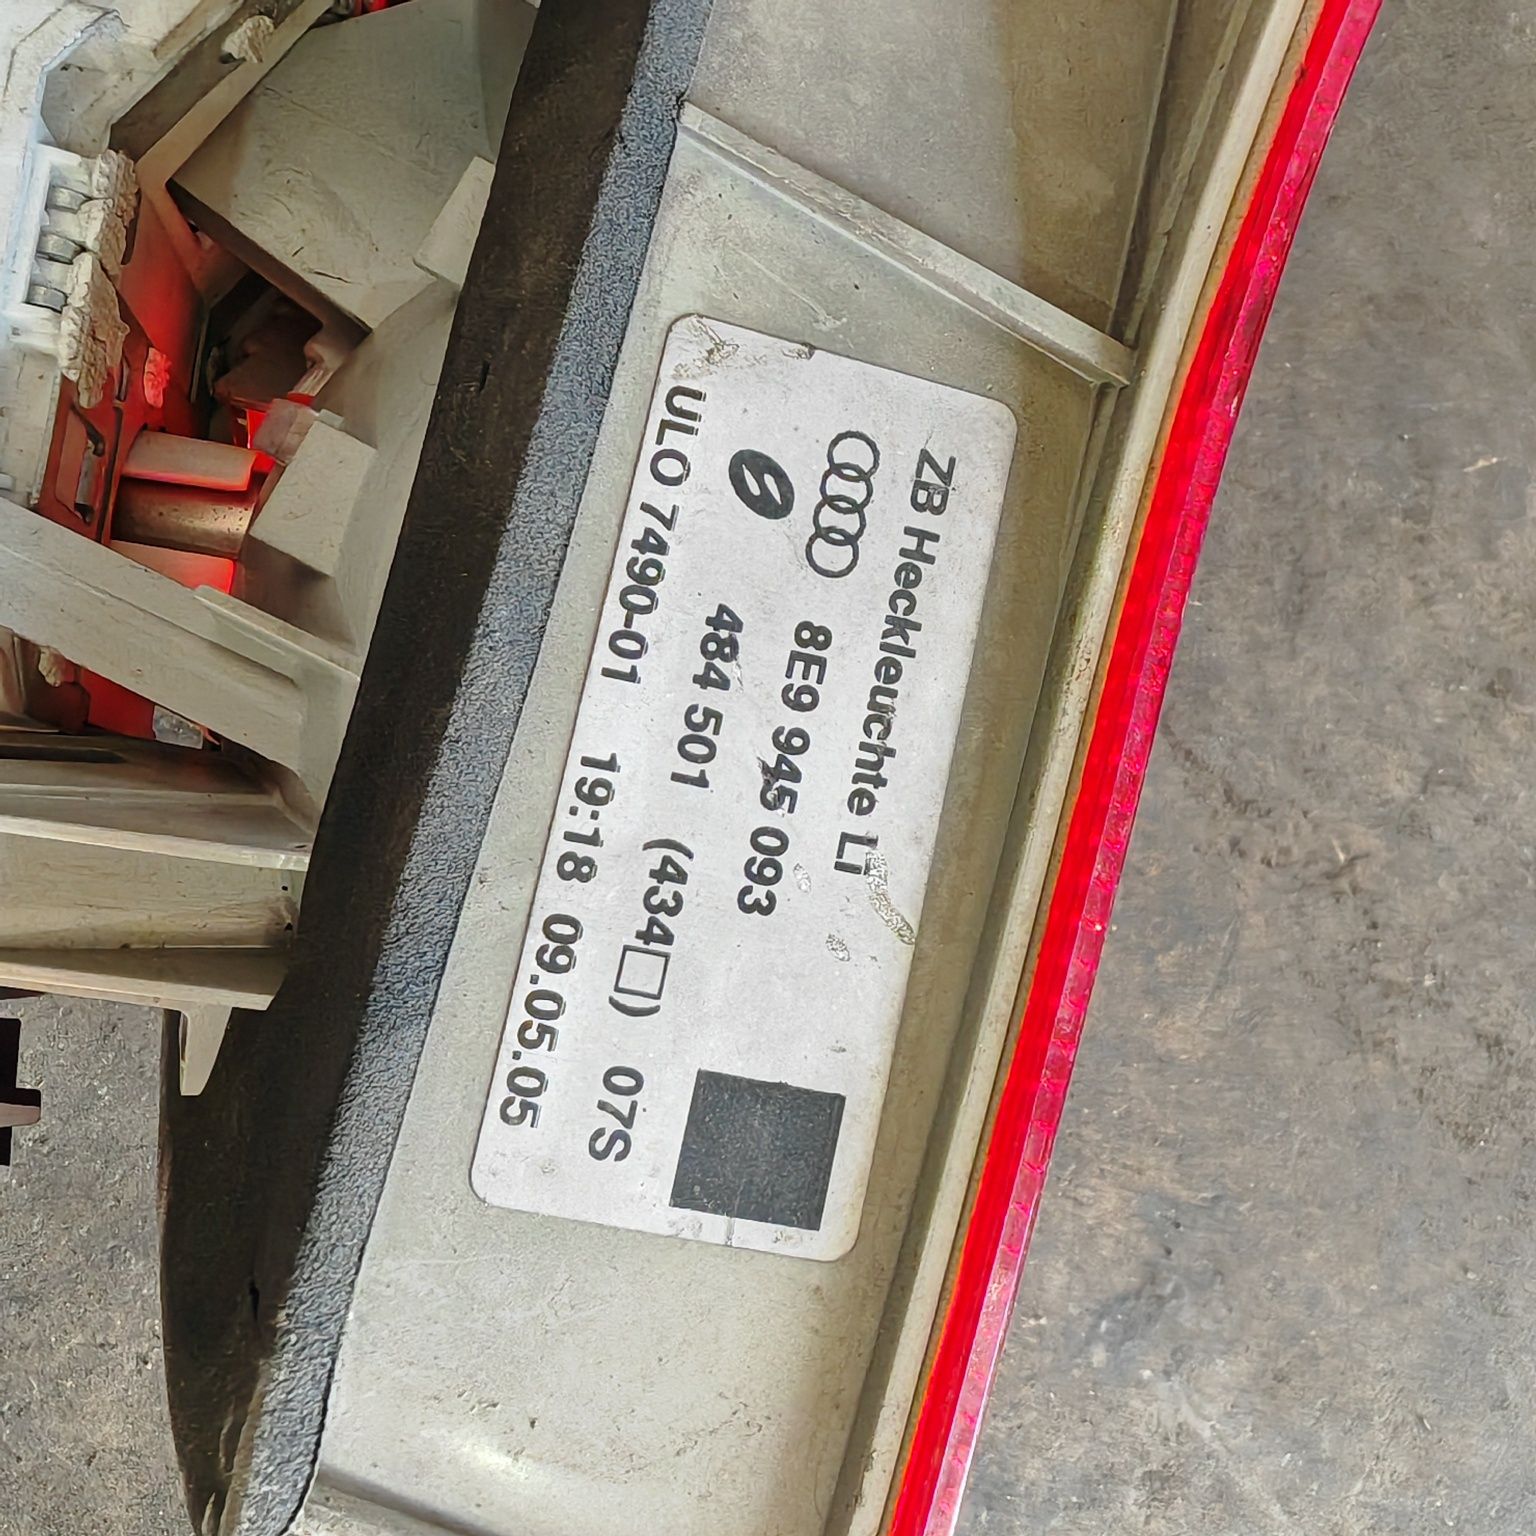 ZB Heckleuchte Li
8E9 945 093
484 501 (434□) 07S
ULO 7490-01 19:18 09.05.05